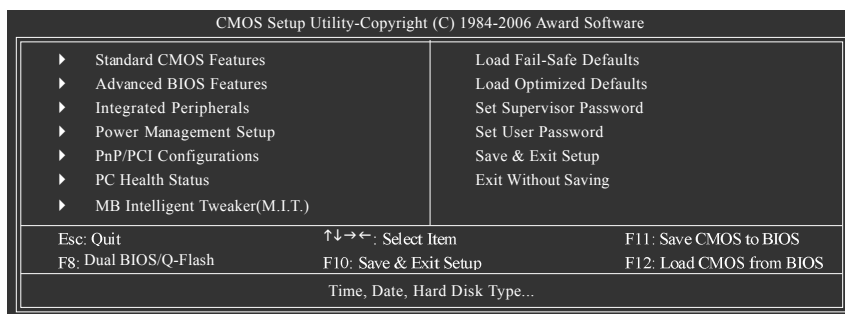 CMOS Setup Utility-Copyright (C) 1984-2006 Award Software
Standard CMOS Features
Advanced BIOS Features
Integrated Peripherals
Power Management Setup
PnP/PCI Configurations
PC Health Status
MB Intelligent Tweaker(M.I.T.)
Load Fail-Safe Defaults
Load Optimized Defaults
Set Supervisor Password
Set User Password
Save & Exit Setup
Exit Without Saving
Esc: Quit ↑↓→←: Select Item F11: Save CMOS to BIOS
F8: Dual BIOS/Q-Flash F10: Save & Exit Setup F12: Load CMOS from BIOS
Time, Date, Hard Disk Type...